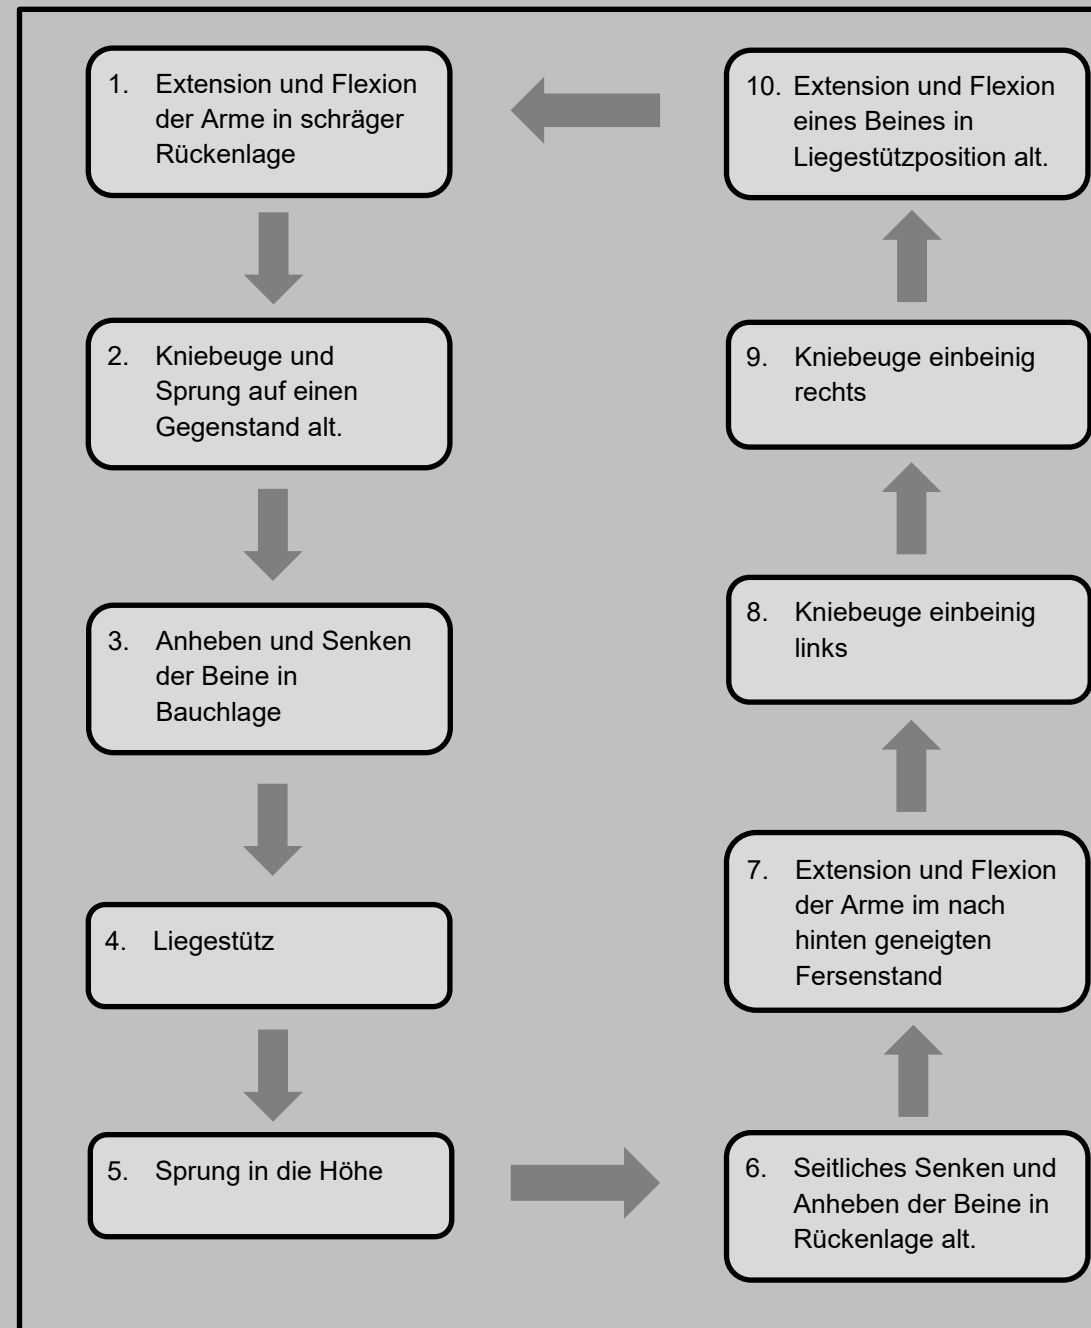 1. Extension und Flexion
der Arme in schräger
Rückenlage
2. Kniebeuge und
Sprung auf einen
Gegenstand alt.
3. Anheben und Senken
der Beine in
Bauchlage
4. Liegestütz
5. Sprung in die Höhe
6. Seitliches Senken und
Anheben der Beine in
Rückenlage alt.
7. Extension und Flexion
der Arme im nach
hinten geneigten
Fersenstand
8. Kniebeuge einbeinig
links
9. Kniebeuge einbeinig
rechts
10. Extension und Flexion
eines Beines in
Liegestützposition alt.